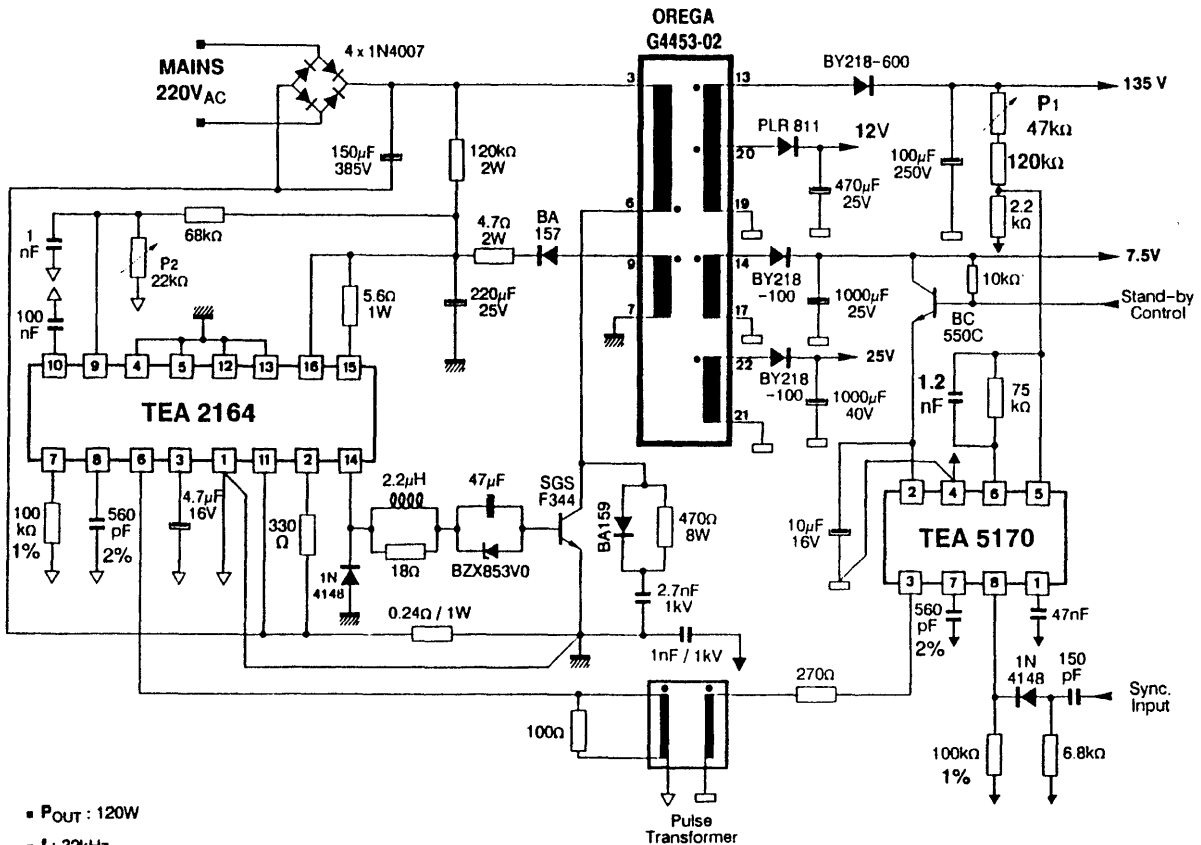 OREGA
G4453-02
4 x 1N4007
MAINS
220VAC
150µF
385V
120kΩ
2W
3
13
BY218-600
135 V
P1
47kΩ
120kΩ
2.2
kΩ
100µF
250V
PLR 811
12V
20
470µF
25V
6
19
1
nF
P2
22kΩ
68kΩ
4.7Ω
2W
BA
157
9
14
BY218
-100
7.5V
10kΩ
Stand-by
Control
BC
550C
100
nF
5.6Ω
1W
220µF
25V
7
17
1000µF
25V
22
25V
BY218
-100
1000µF
40V
21
1.2
nF
75
kΩ
10
9
4
5
12
13
16
15
TEA 2164
7
8
6
3
1
11
2
14
100
kΩ
1%
560
pF
2%
4.7µF
16V
330
Ω
1N
4148
2.2µH
18Ω
47µF
BZX853V0
SGS
F344
BA159
470Ω
8W
2.7nF
1kV
0.24Ω / 1W
1nF / 1kV
10µF
16V
2
4
6
5
TEA 5170
3
7
8
1
560
pF
2%
47nF
1N
4148
150
pF
Sync.
Input
270Ω
100Ω
100kΩ
1%
6.8kΩ
Pulse
Transformer
▪ POUT : 120W
▪ f : 32kHz